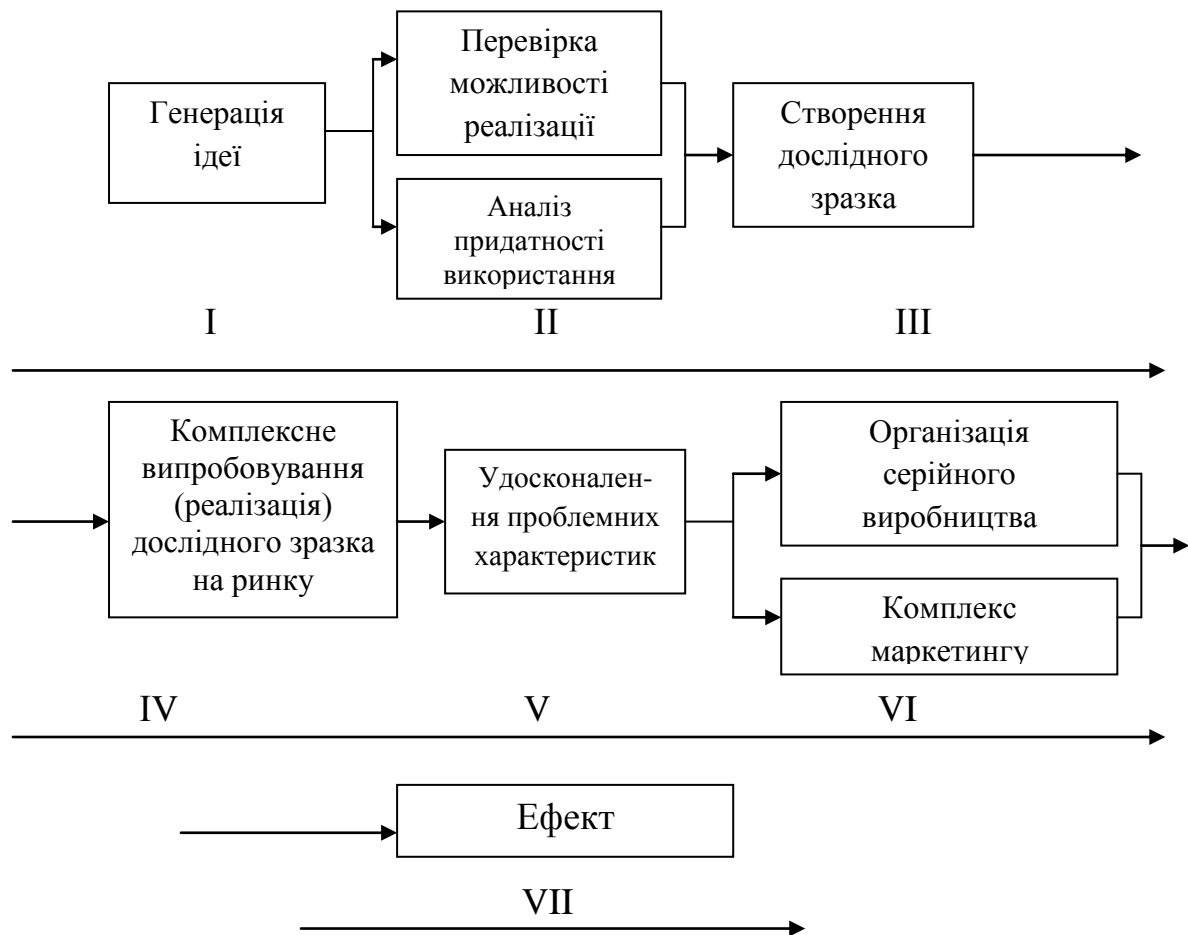 Генерація
ідеї
Перевірка
можливості
реалізації
Аналіз
придатності
використання
Створення
дослідного
зразка
I
II
III
Комплексне
випробовування
(реалізація)
дослідного зразка
на ринку
Удосконален-
ня проблемних
характеристик
Організація
серійного
виробництва
Комплекс
маркетингу
IV
V
VI
Ефект
VII